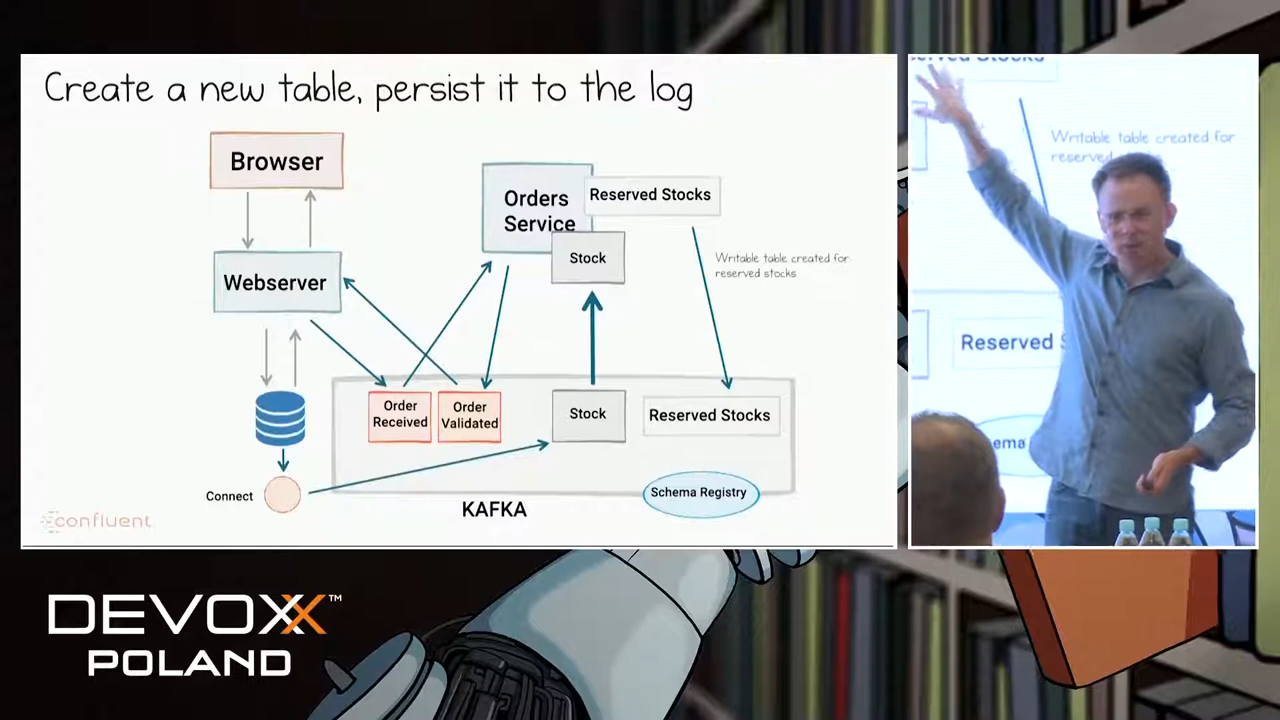 Create a new table, persist it to the log
Browser
Orders
Service
Reserved Stocks
Stock
Webserver
Writable table created for
reserved stocks
Order
Received
Order
Validated
Stock
Reserved Stocks
Connect
Schema Registry
KAFKA
confluent
Writable table created for
reserved
Reserved S
ema
DEVOXX™
POLAND